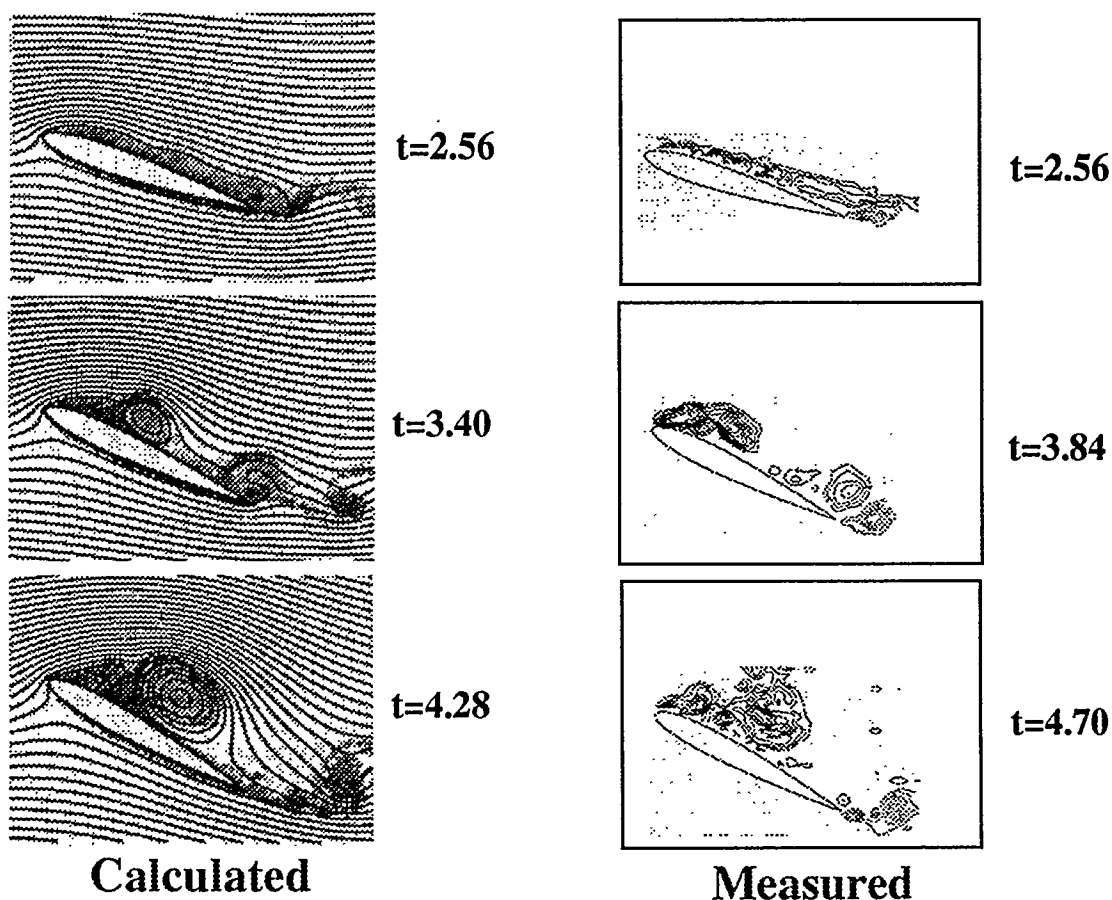 t=2.56
t=2.56
t=3.40
t=3.84
t=4.28
t=4.70
Calculated
Measured